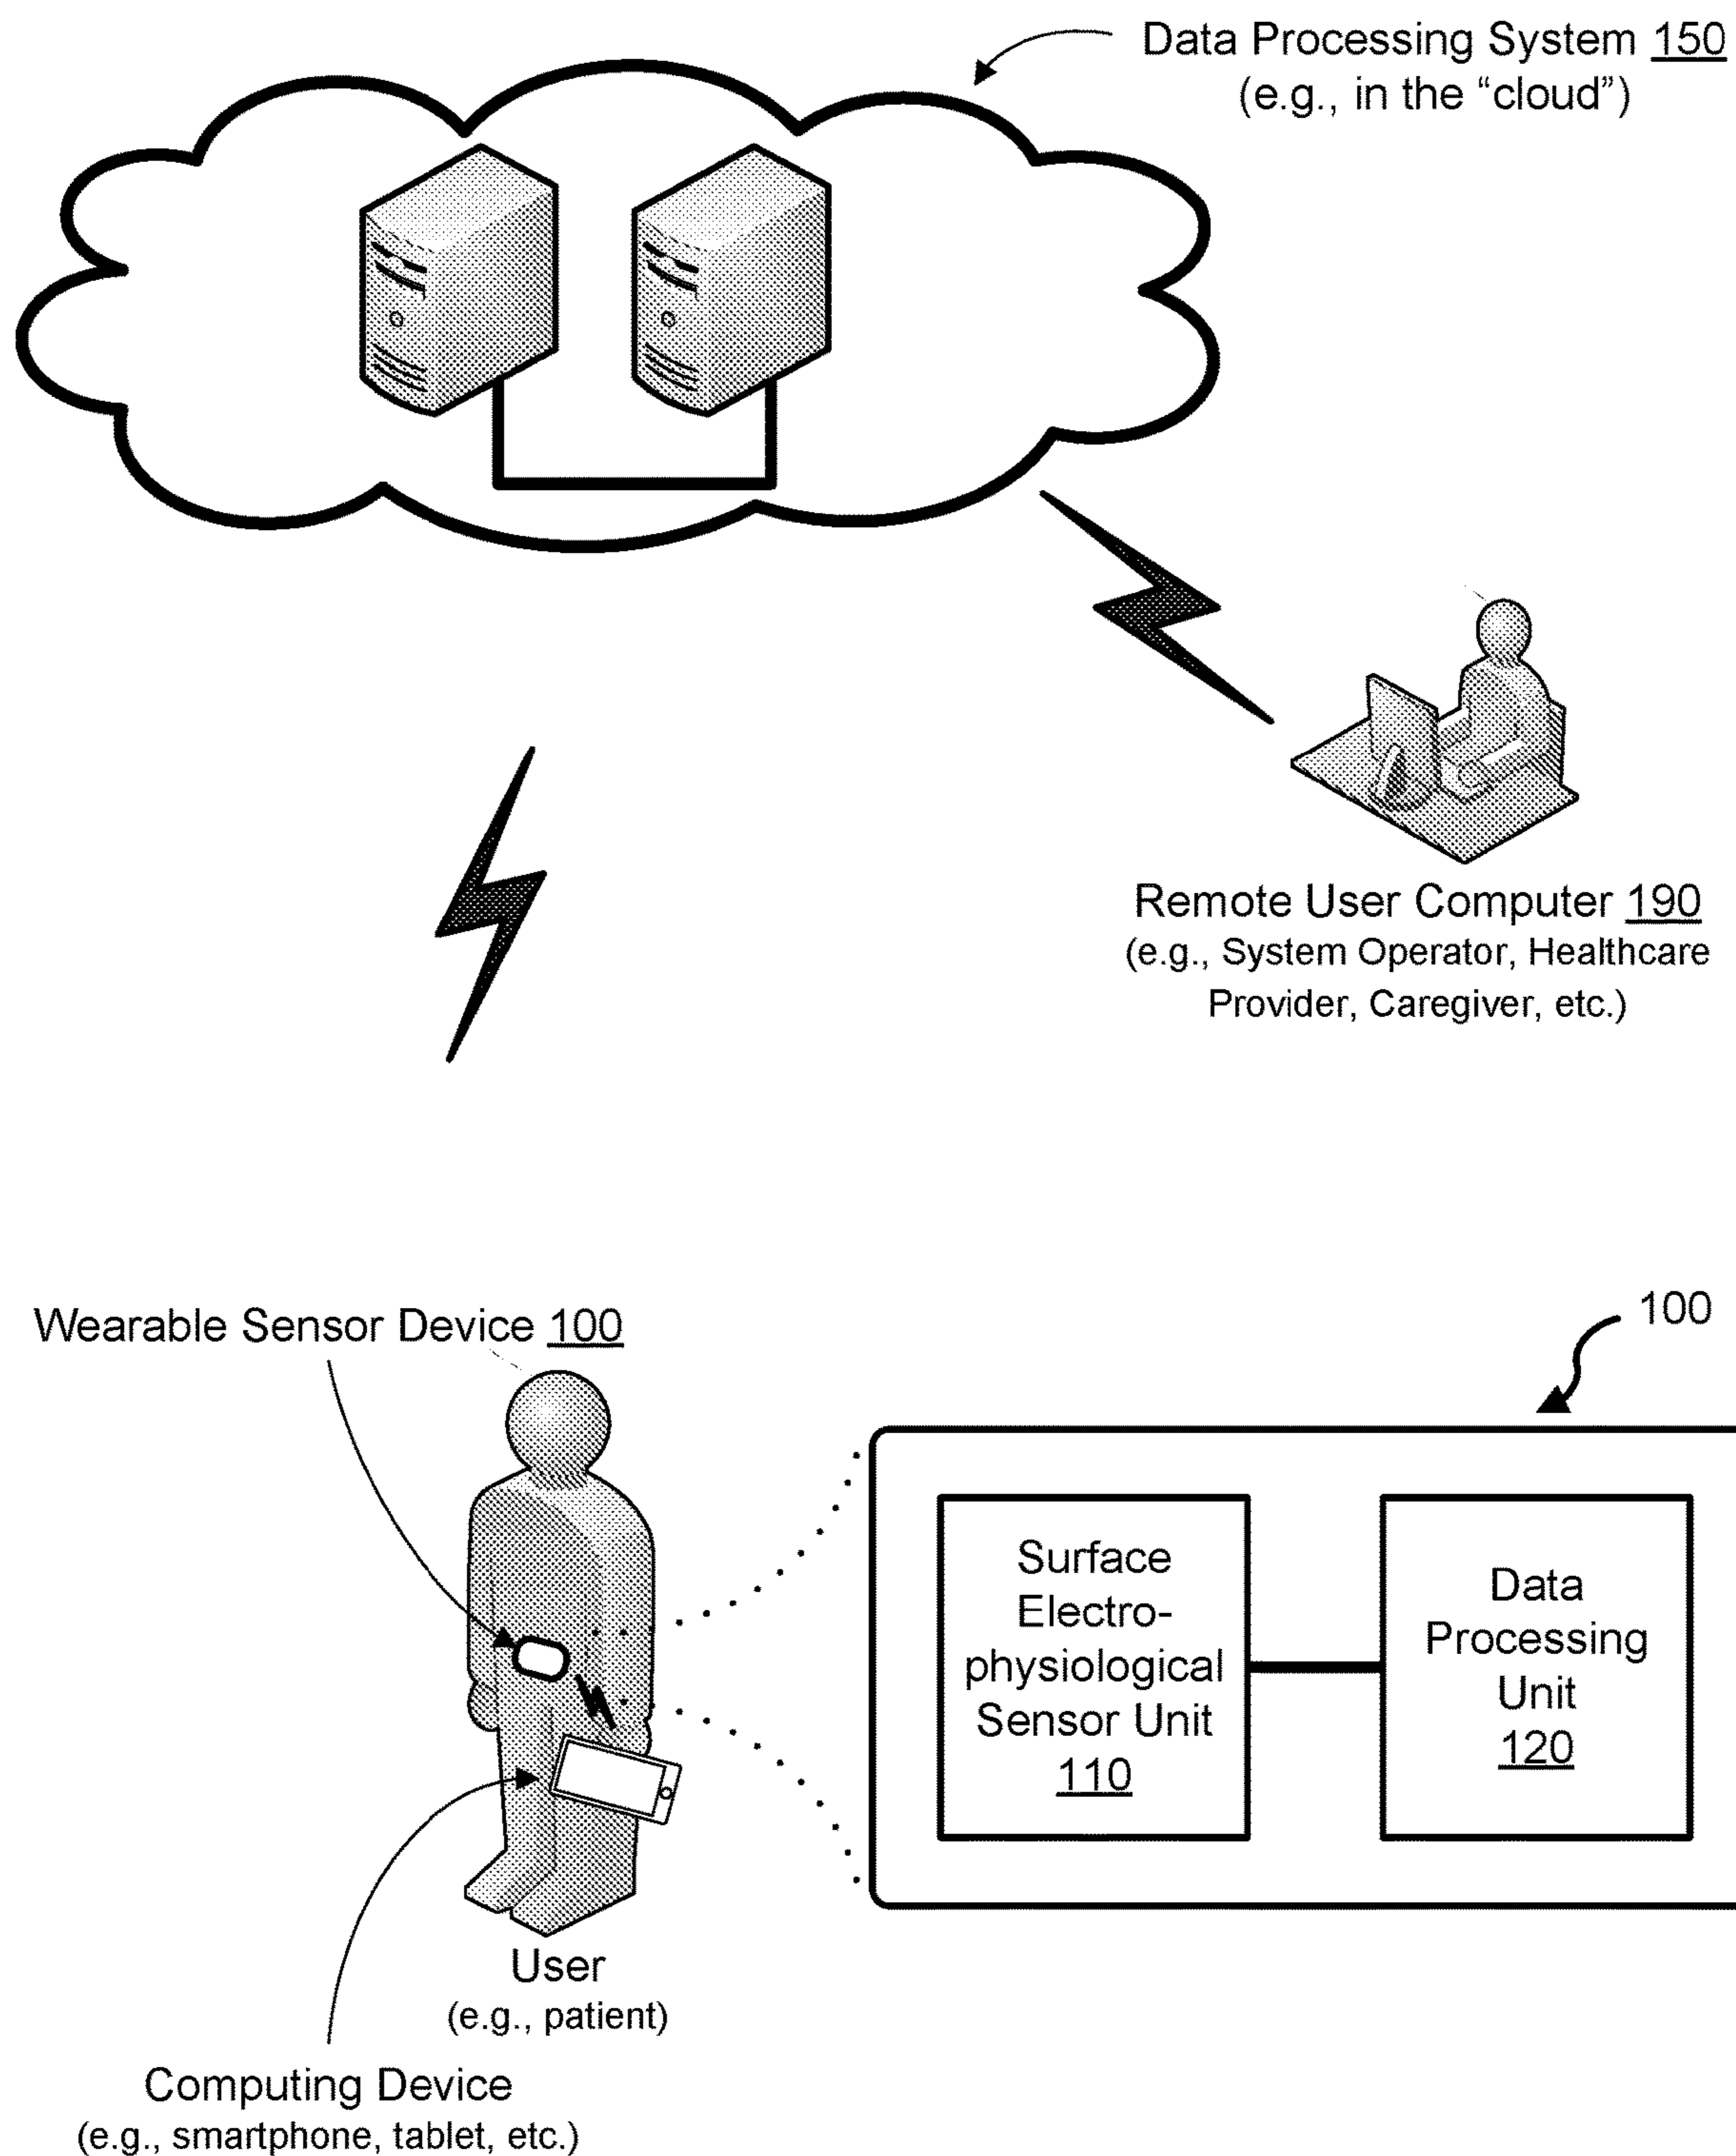 Data Processing System 150
(e.g., in the “cloud”)
Remote User Computer 190
(e.g., System Operator, Healthcare
Provider, Caregiver, etc.)
Wearable Sensor Device 100
100
Surface
Electro-
physiological
Sensor Unit
110
Data
Processing
Unit
120
User
(e.g., patient)
Computing Device
(e.g., smartphone, tablet, etc.)